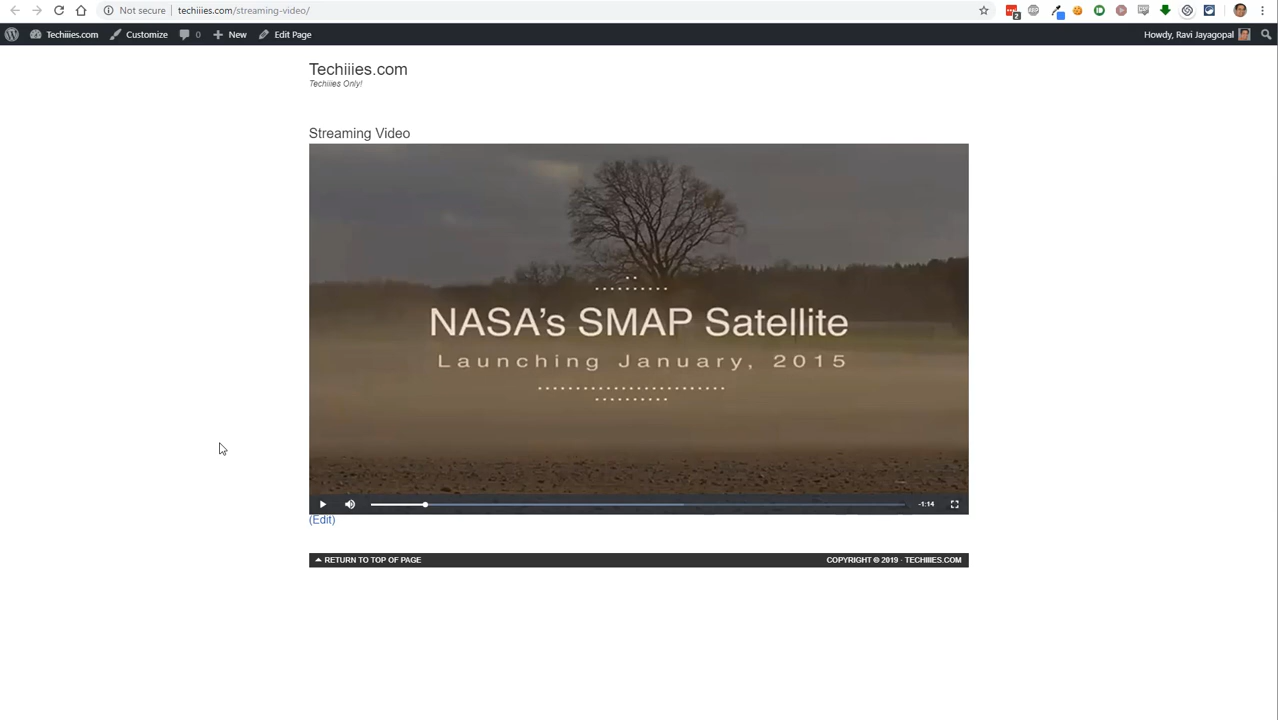 Not secure
techiiies.com/streaming-video/
2
Techiiies.com
Customize
0
New
Edit Page
Howdy, Ravi Jayagopal
Techiiies.com
Techiiies Only!
Streaming Video
NASA's SMAP Satellite
Launching January, 2015
-1:14
(Edit)
RETURN TO TOP OF PAGE
COPYRIGHT © 2019 · TECHIIIES.COM